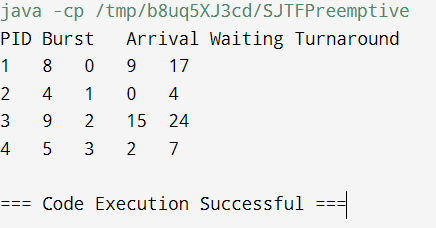 java -cp /tmp/b8uq5XJ3cd/SJTFPreemptive
PID Burst   Arrival Waiting Turnaround
1   8   0   9   17
2   4   1   0   4
3   9   2   15  24
4   5   3   2   7
=== Code Execution Successful ===